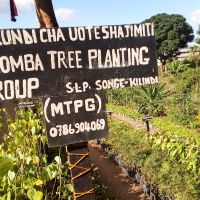 KUNDI CHA UOTESHAJI MITI
OMBA TREE PLANTING
ROUP S.L.P. SONGE-KILINDI
(MTPG)
0786904069